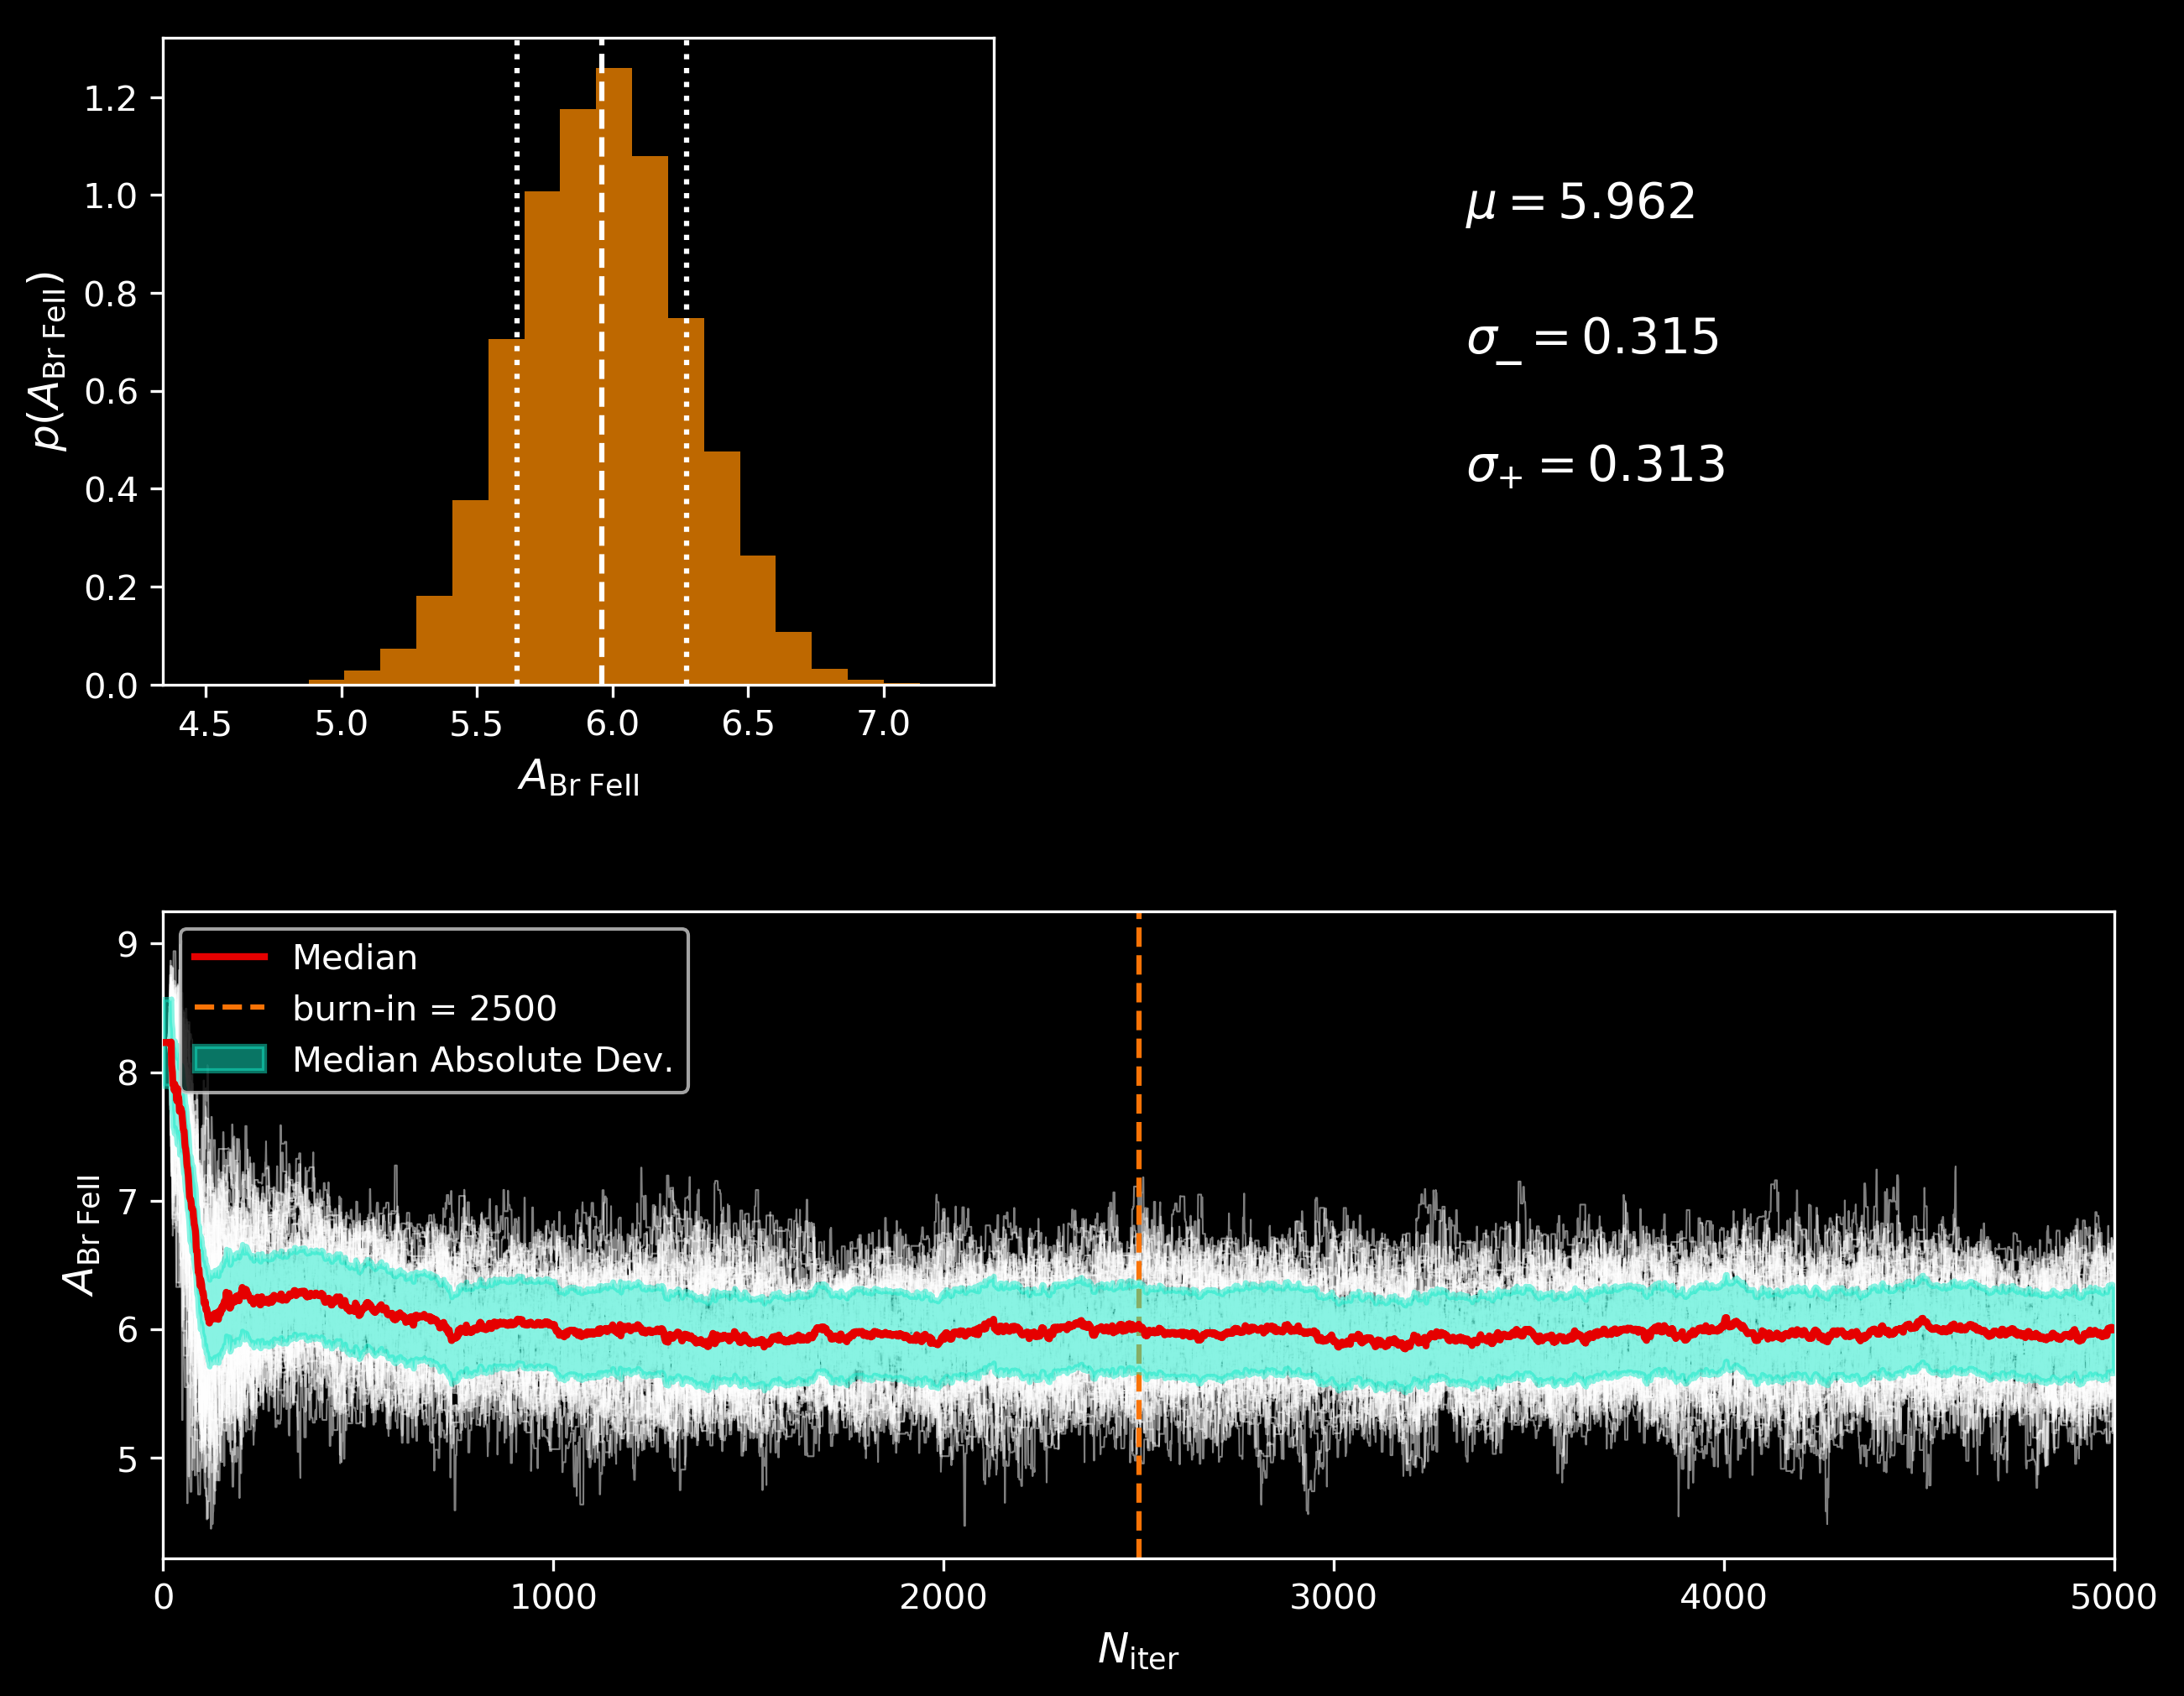 1.2
1.0
0.8
0.6
0.4
0.2
0.0
p(A_Br FeII)
4.5 5.0 5.5 6.0 6.5 7.0
A_Br FeII
μ = 5.962
σ_− = 0.315
σ_+ = 0.313
9
8
7
6
5
A_Br FeII
Median
burn-in = 2500
Median Absolute Dev.
0 1000 2000 3000 4000 5000
N_iter